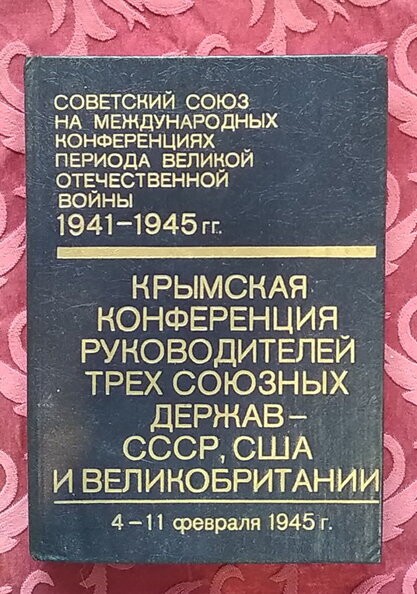 СОВЕТСКИЙ СОЮЗ
НА МЕЖДУНАРОДНЫХ
КОНФЕРЕНЦИЯХ
ПЕРИОДА ВЕЛИКОЙ
ОТЕЧЕСТВЕННОЙ
ВОЙНЫ
1941–1945 гг.
КРЫМСКАЯ
КОНФЕРЕНЦИЯ
РУКОВОДИТЕЛЕЙ
ТРЕХ СОЮЗНЫХ
ДЕРЖАВ –
СССР, США
И ВЕЛИКОБРИТАНИИ
4–11 февраля 1945 г.